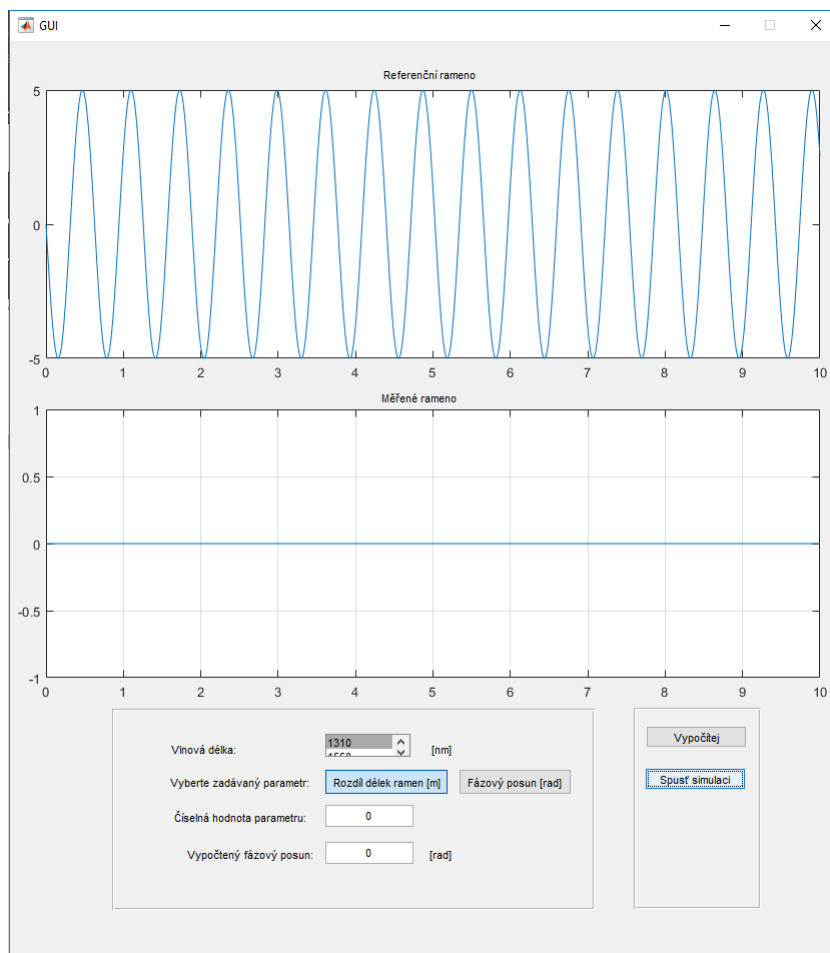 GUI
Referenční rameno
5
0
-5
0 1 2 3 4 5 6 7 8 9 10
Měřené rameno
1
0.5
0
-0.5
-1
0 1 2 3 4 5 6 7 8 9 10
Vlnová délka: 1310 [nm]
1550
Vyberte zadávaný parametr: Rozdíl délek ramen [m] Fázový posun [rad]
Číselná hodnota parametru: 0
Vypočtený fázový posun: 0 [rad]
Vypočítej
Spusť simulaci